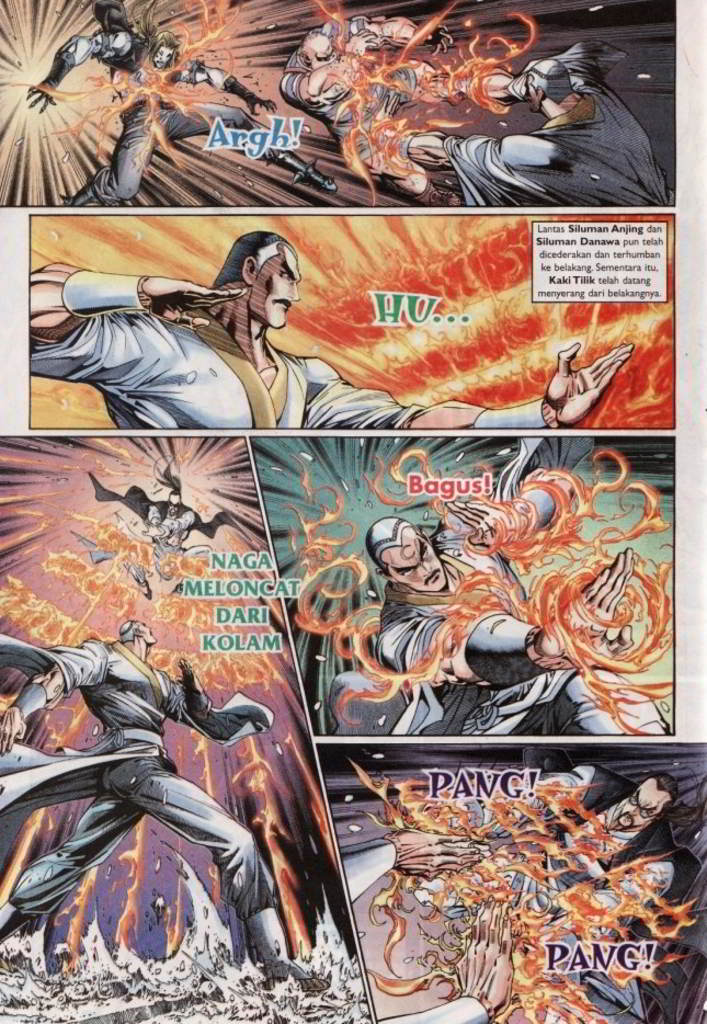 Argh!
Lantas Siluman Anjing dan
Siluman Danawa pun telah
dicederakan dan terhumban
ke belakang. Sementara itu,
Kaki Tilik telah datang
menyerang dari belakangnya.
HU...
NAGA
MELONCAT
DARI
KOLAM
Bagus!
PANG!
PANG!